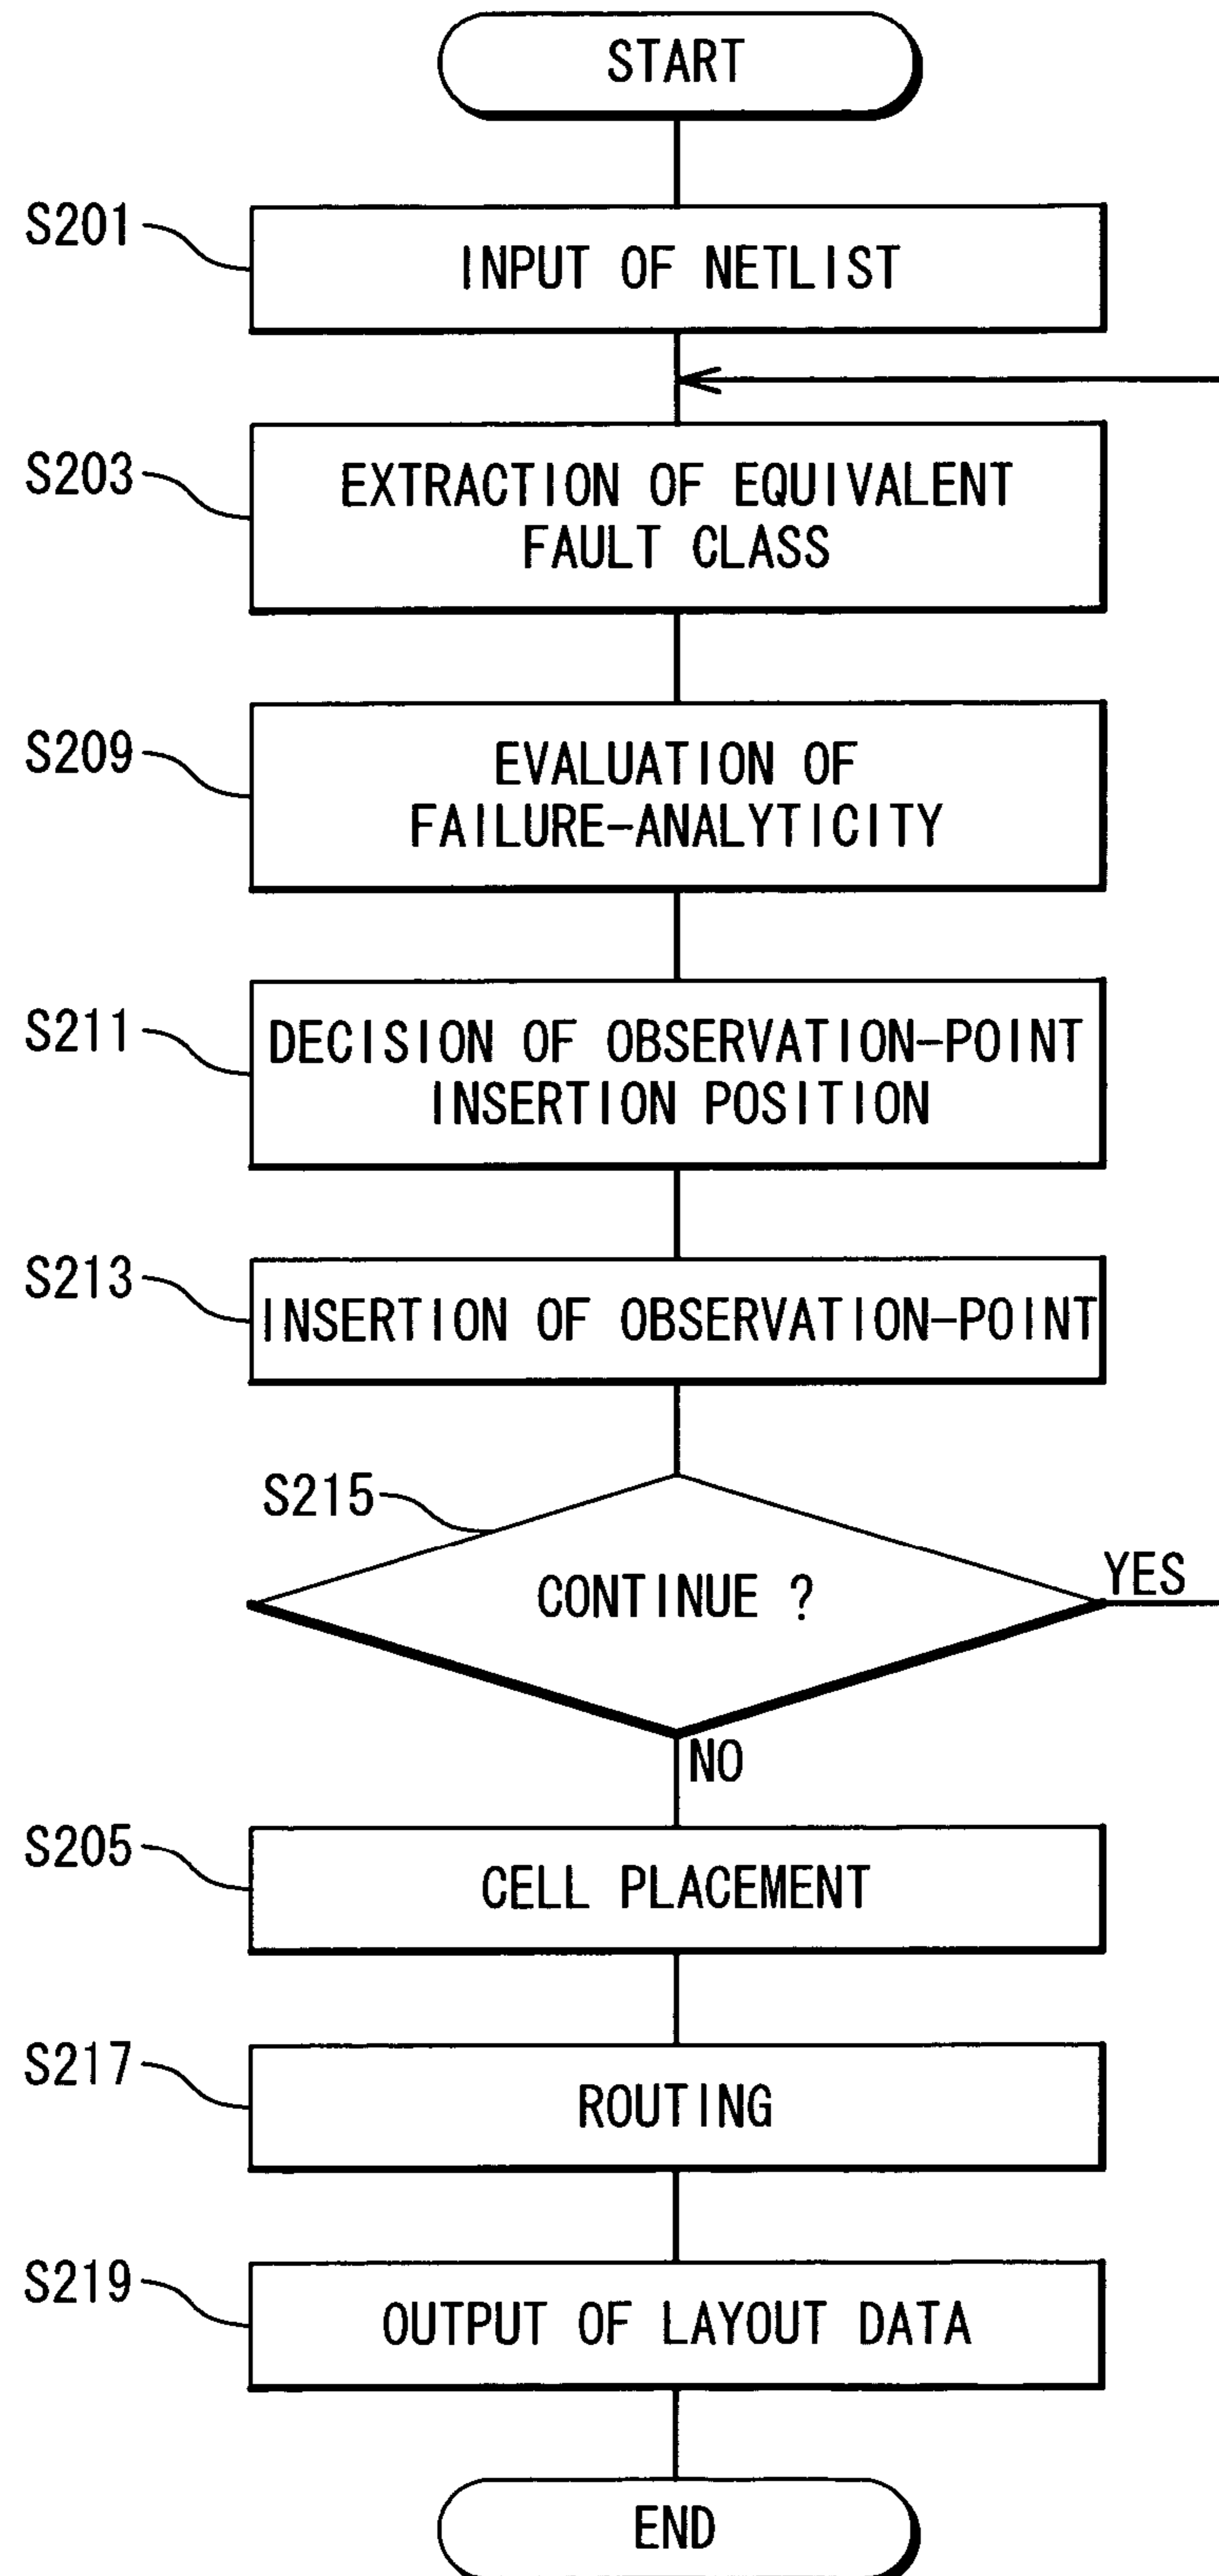 START
S201
INPUT OF NETLIST
S203
EXTRACTION OF EQUIVALENT
FAULT CLASS
S209
EVALUATION OF
FAILURE-ANALYTICITY
S211
DECISION OF OBSERVATION-POINT
INSERTION POSITION
S213
INSERTION OF OBSERVATION-POINT
S215
CONTINUE ?
YES
NO
S205
CELL PLACEMENT
S217
ROUTING
S219
OUTPUT OF LAYOUT DATA
END